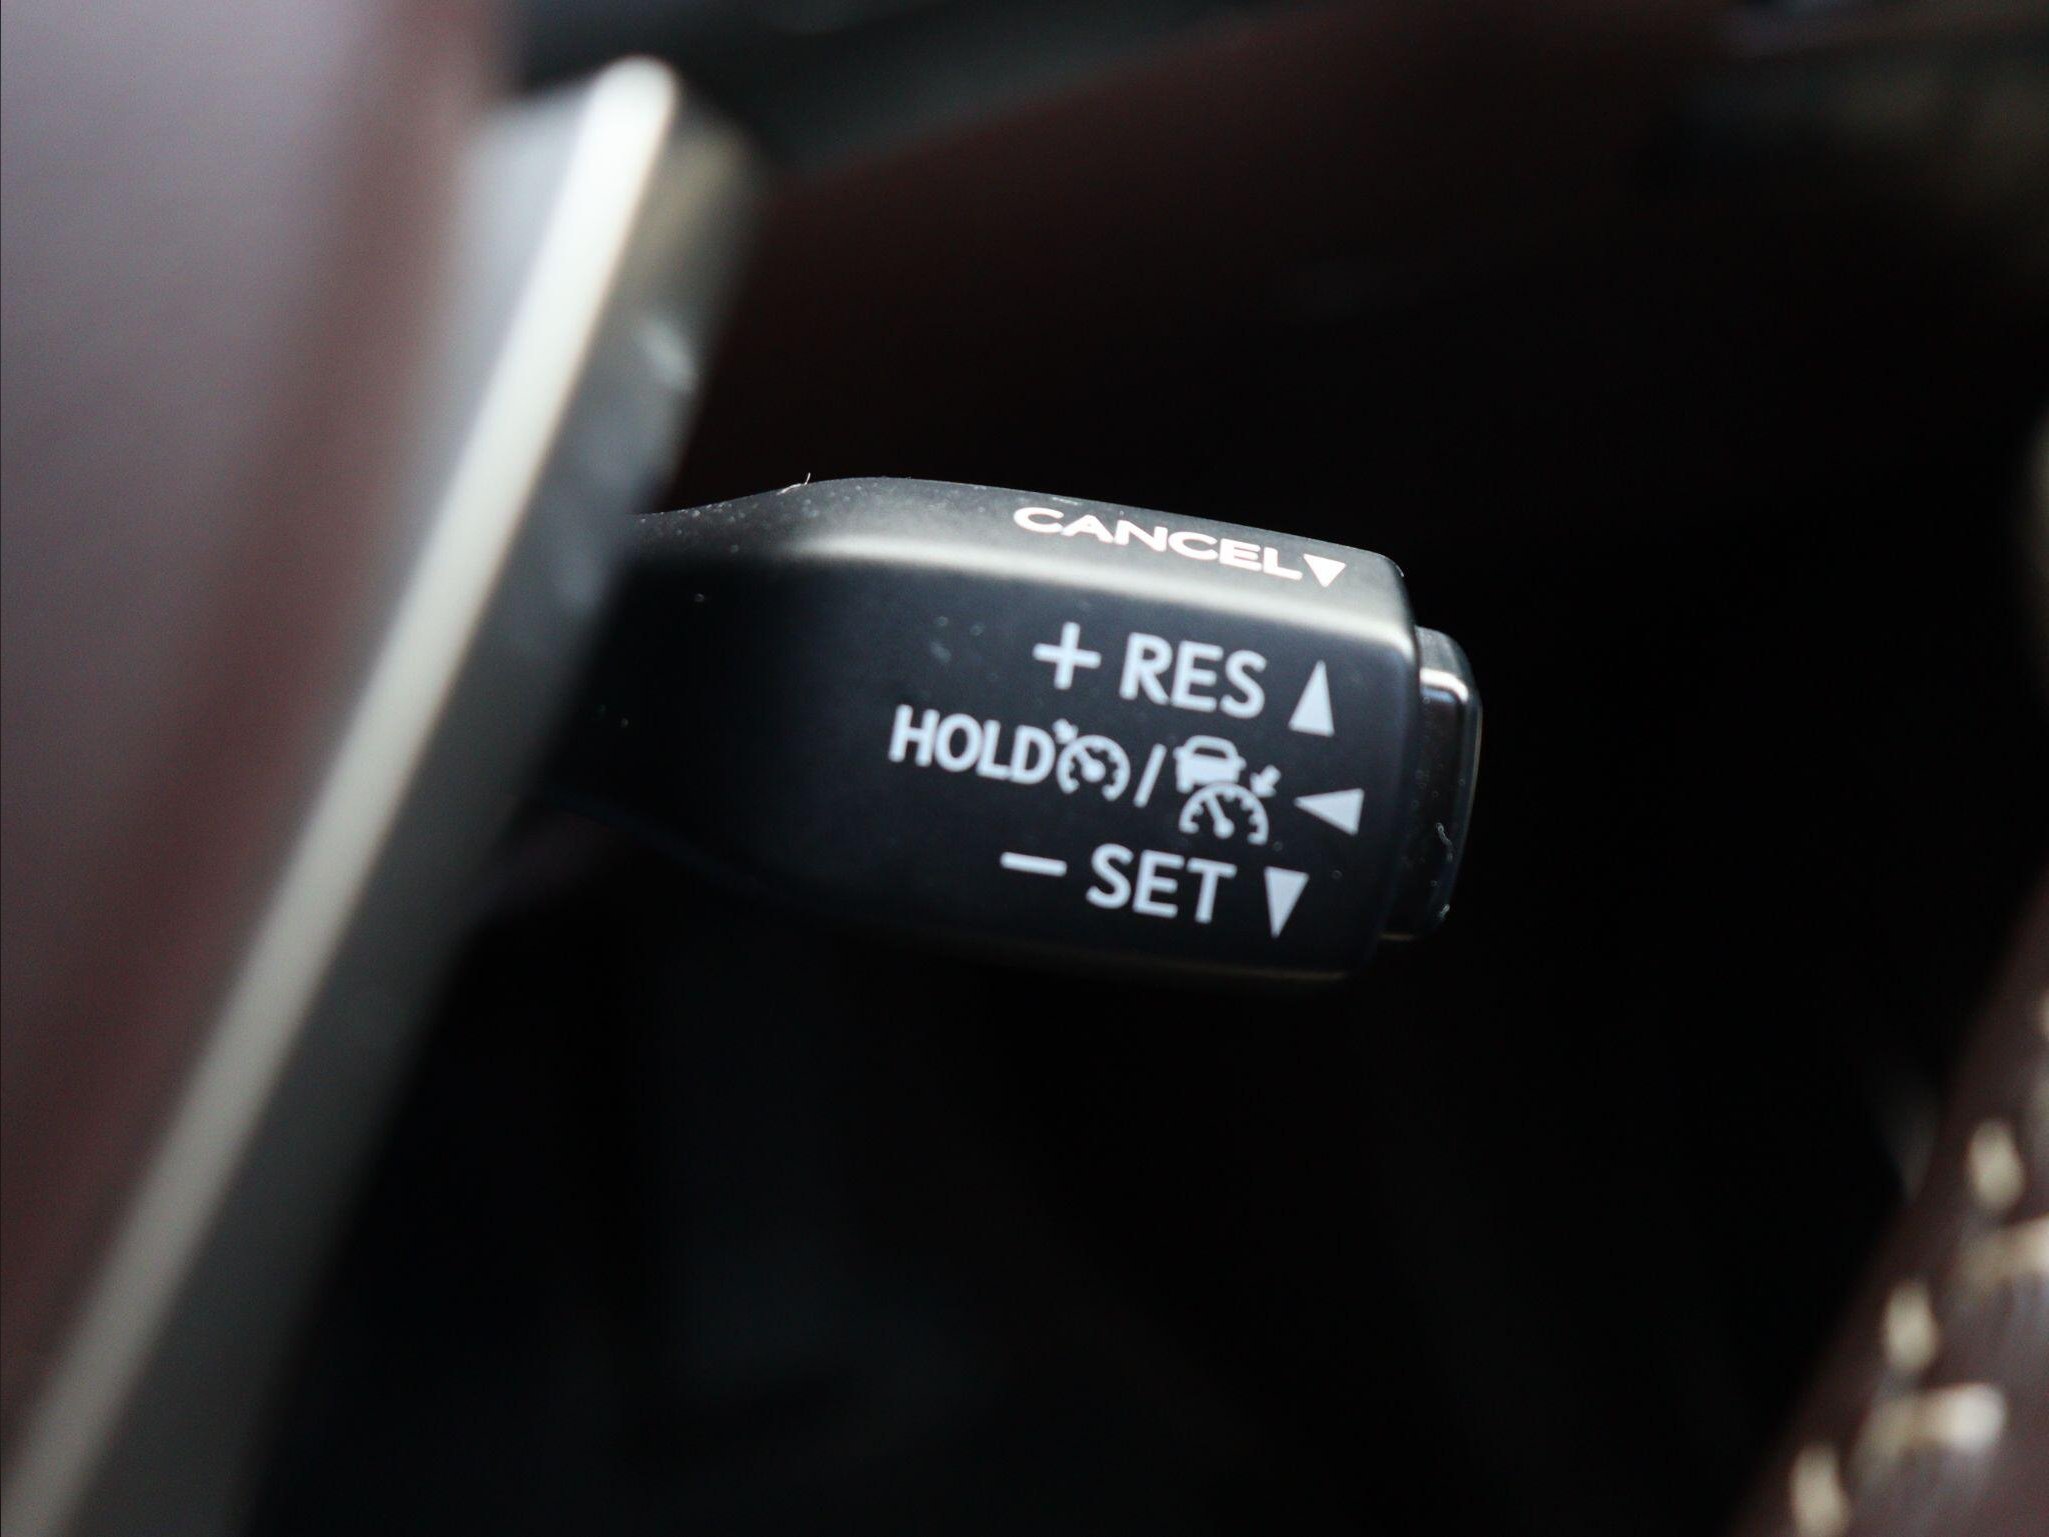 CANCEL▼
+ RES ▲
HOLD / ◀
− SET ▼